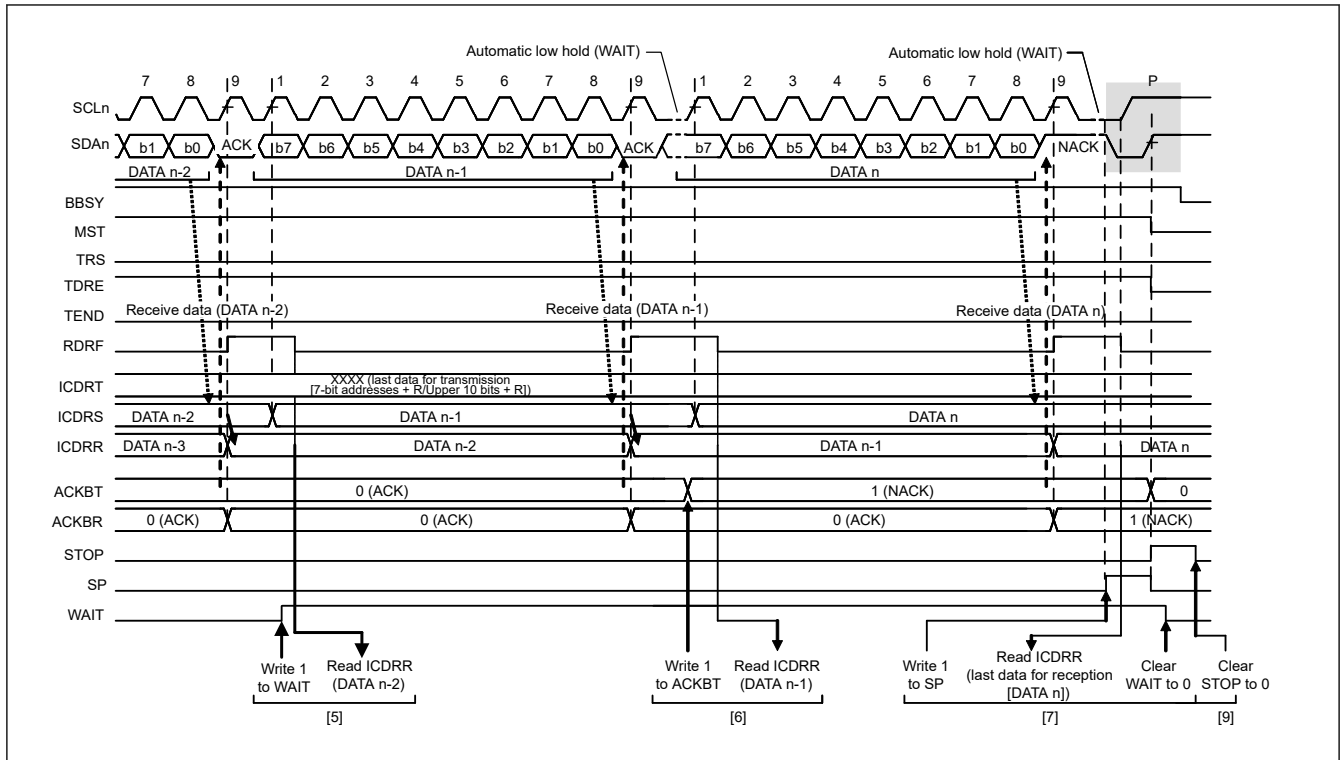 Automatic low hold (WAIT)
Automatic low hold (WAIT)
7 8 9 1 2 3 4 5 6 7 8 9 1 2 3 4 5 6 7 8 9 P
SCLn
SDAn b1 b0 ACK b7 b6 b5 b4 b3 b2 b1 b0 ACK b7 b6 b5 b4 b3 b2 b1 b0 NACK
DATA n-2 DATA n-1 DATA n
BBSY
MST
TRS
TDRE
TEND
Receive data (DATA n-2) Receive data (DATA n-1) Receive data (DATA n)
RDRF
ICDRT XXXX (last data for transmission
[7-bit addresses + R/Upper 10 bits + R])
ICDRS DATA n-2 DATA n-1 DATA n
ICDRR DATA n-3 DATA n-2 DATA n-1 DATA n
ACKBT 0 (ACK) 1 (NACK) 0
ACKBR 0 (ACK) 0 (ACK) 0 (ACK) 1 (NACK)
STOP
SP
WAIT
Write 1
to WAIT
Read ICDRR
(DATA n-2)
Write 1
to ACKBT
Read ICDRR
(DATA n-1)
Write 1
to SP
Read ICDRR
(last data for reception
[DATA n])
Clear
WAIT to 0
Clear
STOP to 0
[5] [6] [7] [9]